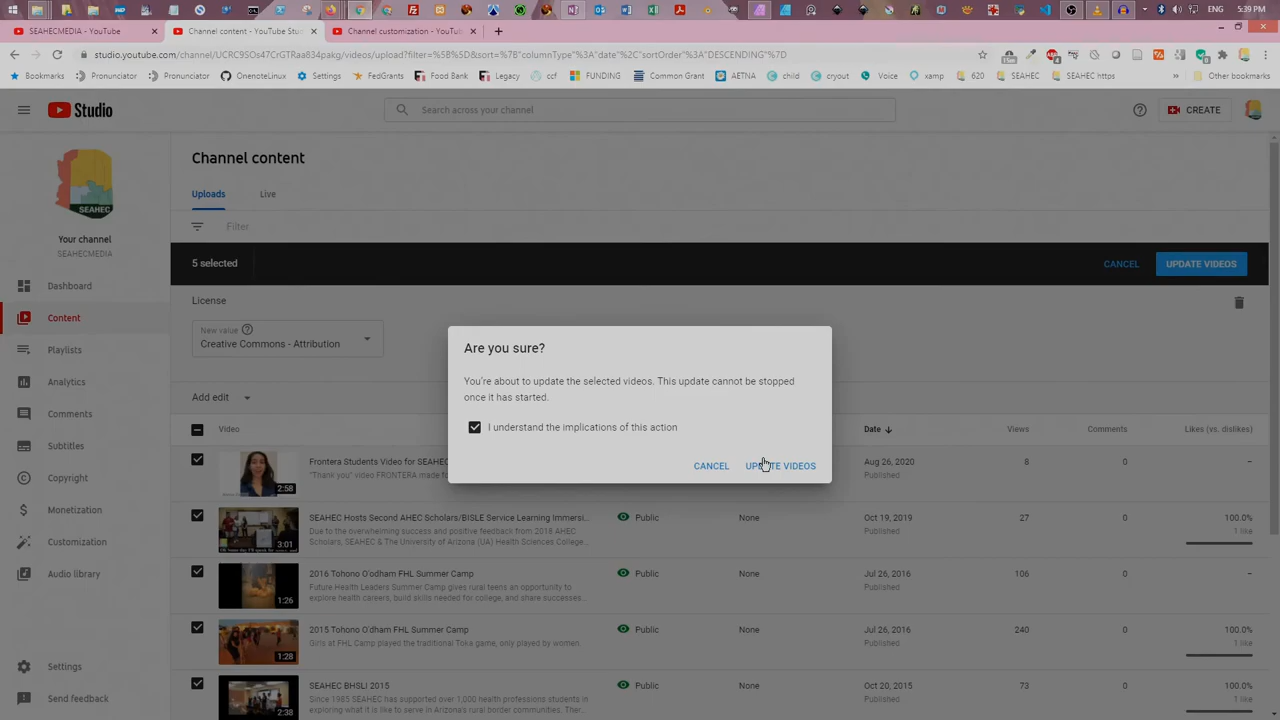 5:39 PM
SEAHECMEDIA - YouTube
Channel content - YouTube Stu
Channel customization - YouTub
studio.youtube.com/channel/UCRC9SOs47CrGTRaa834pakg/videos/upload?filter=%5B%5D&sort=%7B"columnType"%3A"date"%2C"sortOrder"%3A"DESCENDING"%7D
Bookmarks Pronunciator Pronunciator OnenoteLinux Settings FedGrants Food Bank Legacy ccf FUNDING Common Grant AETNA child cryout Voice xamp 620 SEAHEC SEAHEC https » Other bookmarks
Studio
Search across your channel
CREATE
SEAHEC
Your channel
SEAHECMEDIA
Dashboard
Content
Playlists
Analytics
Comments
Subtitles
Copyright
Monetization
Customization
Audio library
Settings
Send feedback
Channel content
Uploads Live
Filter
5 selected CANCEL UPDATE VIDEOS
License
New value
Creative Commons - Attribution
Add edit
Are you sure?
You're about to update the selected videos. This update cannot be stopped
once it has started.
I understand the implications of this action
CANCEL UPDATE VIDEOS
Video Date Views Comments Likes (vs. dislikes)
Frontera Students Video for SEAHEC Aug 26, 2020 8 0 –
"Thank you" video FRONTERA made fo Published
2:58
SEAHEC Hosts Second AHEC Scholars/BISLE Service Learning Immersi... Public None Oct 19, 2019 27 0 100.0%
Due to the overwhelming success and positive feedback from 2018 AHEC Published 1 like
Scholars, SEAHEC & The University of Arizona (UA) Health Sciences College...
3:01
2016 Tohono O'odham FHL Summer Camp Public None Jul 26, 2016 106 0 –
Future Health Leaders Summer Camp gives rural teens an opportunity to Published
explore health careers, build skills needed for college, and share successes...
1:26
2015 Tohono O'dham FHL Summer Camp Public None Jul 26, 2016 240 0 100.0%
Girls at FHL Camp played the traditional Toka game, only played by women. Published 1 like
1:28
SEAHEC BHSLI 2015 Public None Oct 20, 2015 73 0 100.0%
Since 1985 SEAHEC has supported over 1,000 health professions students in Published 1 like
exploring what it is like to serve in Arizona's rural border communities. Ther...
2:38